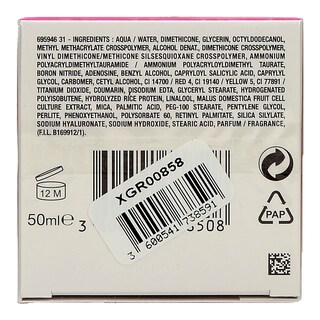 695946 31 - INGREDIENTS : AQUA / WATER, DIMETHICONE, GLYCERIN, OCTYLDODECANOL,
METHYL METHACRYLATE CROSSPOLYMER, ALCOHOL DENAT., DIMETHICONE CROSSPOLYMER,
VINYL DIMETHICONE/METHICONE SILSESQUIOXANE CROSSPOLYMER, AMMONIUM
POLYACRYLDIMETHYLTAURAMIDE / AMMONIUM POLYACRYLOYLDIMETHYL TAURATE,
BORON NITRIDE, ADENOSINE, BENZYL ALCOHOL, CAPRYLOYL SALICYLIC ACID, CAPRYLYL
GLYCOL, CARBOMER, CETYL ALCOHOL, CI 14700 / RED 4, CI 19140 / YELLOW 5, CI 77891 /
TITANIUM DIOXIDE, COUMARIN, DISODIUM EDTA, GLYCERYL STEARATE, HYDROGENATED
POLYISOBUTENE, HYDROLYZED RICE PROTEIN, LINALOOL, MALUS DOMESTICA FRUIT CELL
CULTURE EXTRACT, MICA, PALMITIC ACID, PEG-100 STEARATE, PENTYLENE GLYCOL,
PERLITE, PHENOXYETHANOL, POLYSORBATE 60, RETINYL PALMITATE, SILICA SILYLATE,
SODIUM HYALURONATE, SODIUM HYDROXIDE, STEARIC ACID, PARFUM / FRAGRANCE,
(F.I.L. B169912/1).
12 M
50ml e
3
XGR00858
3 600541 730591
3508
PAP